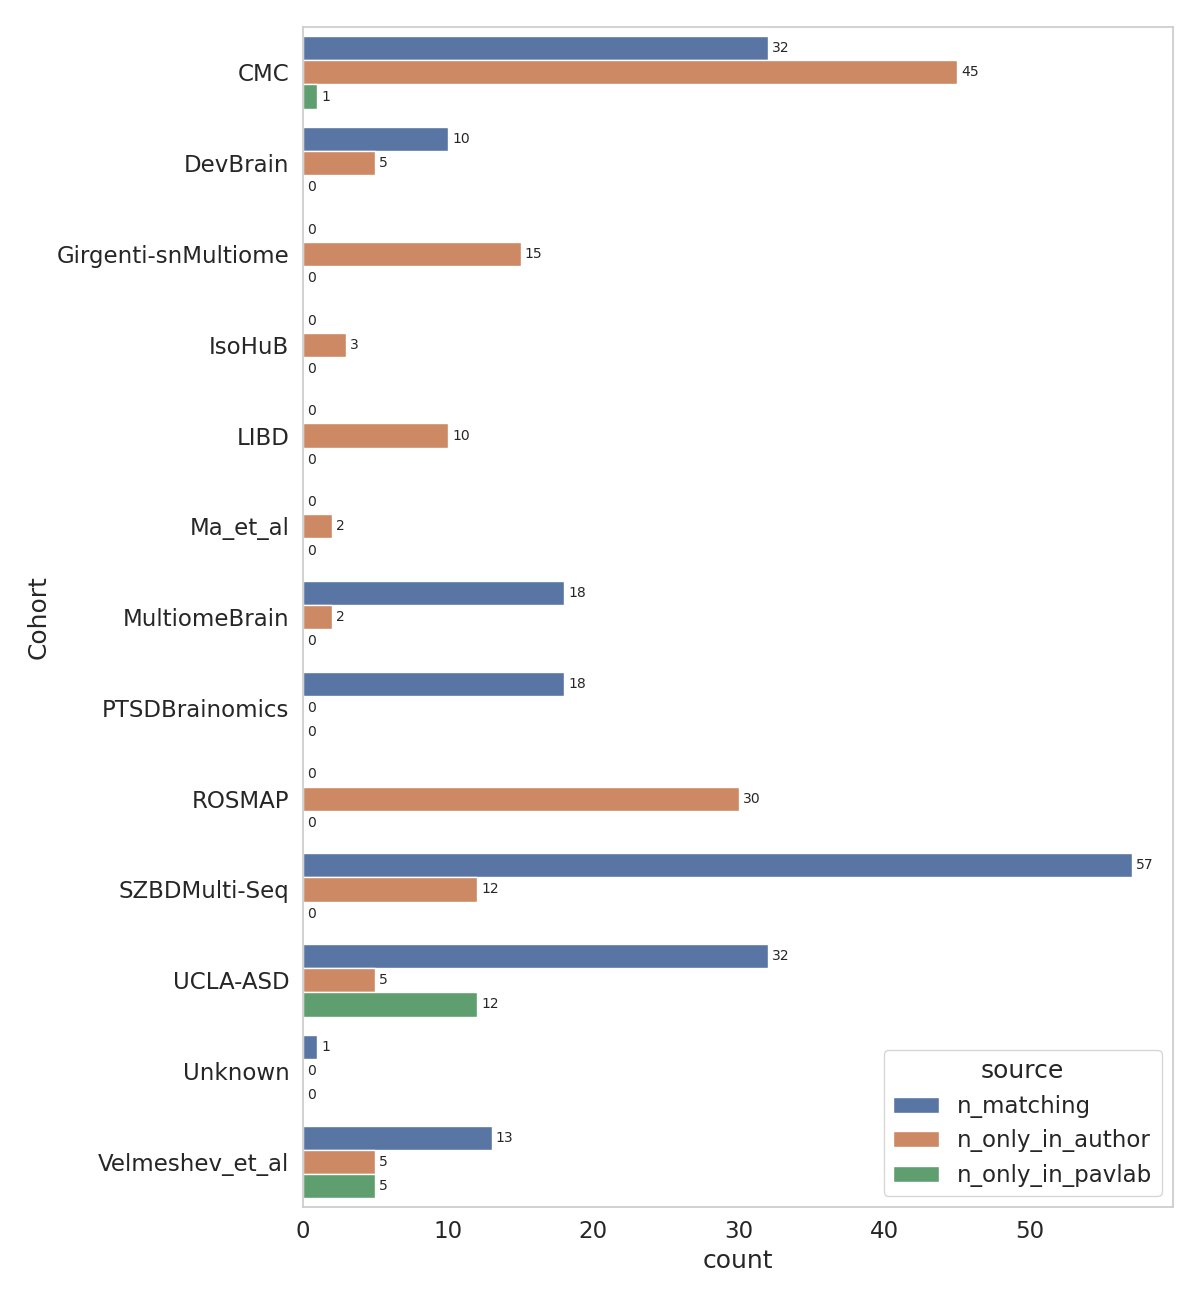 CMC
32
45
1
DevBrain
10
5
0
Girgenti-snMultiome
0
15
0
IsoHuB
0
3
0
LIBD
0
10
0
Ma_et_al
0
2
0
MultiomeBrain
18
2
0
PTSDBrainomics
18
0
0
ROSMAP
0
30
0
SZBDMulti-Seq
57
12
0
UCLA-ASD
32
5
12
Unknown
1
0
0
Velmeshev_et_al
13
5
5
Cohort
source
n_matching
n_only_in_author
n_only_in_pavlab
0 10 20 30 40 50
count